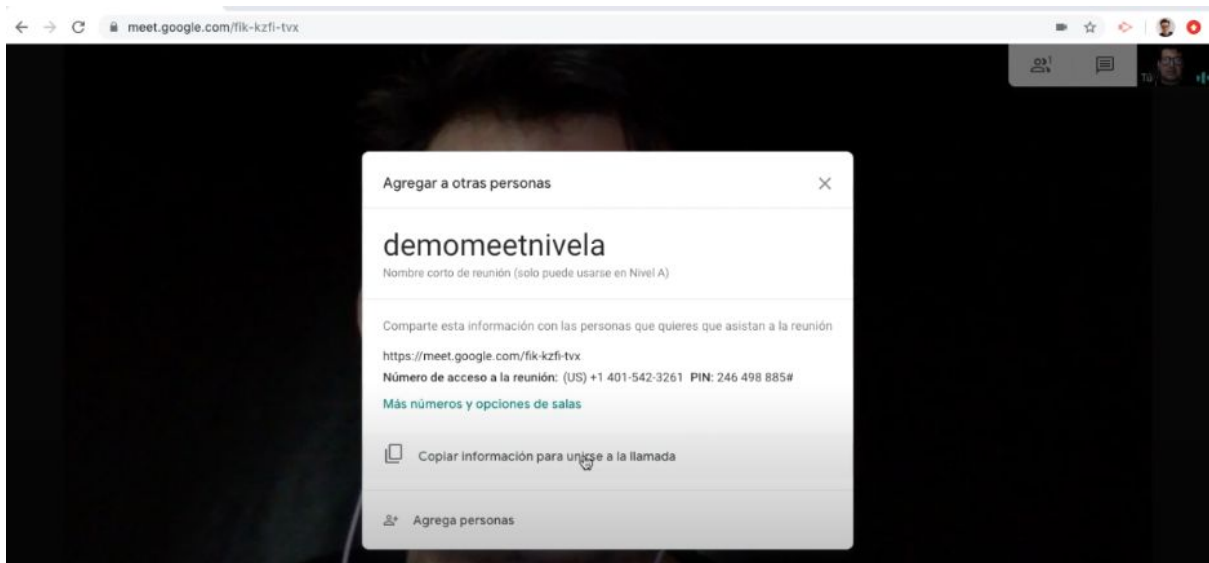 meet.google.com/fik-kzfi-tvx
1
Tú
Agregar a otras personas
demomeetnivela
Nombre corto de reunión (solo puede usarse en Nivel A)
Comparte esta información con las personas que quieres que asistan a la reunión
https://meet.google.com/fik-kzfi-tvx
Número de acceso a la reunión: (US) +1 401-542-3261 PIN: 246 498 885#
Más números y opciones de salas
Copiar información para unirse a la llamada
Agrega personas